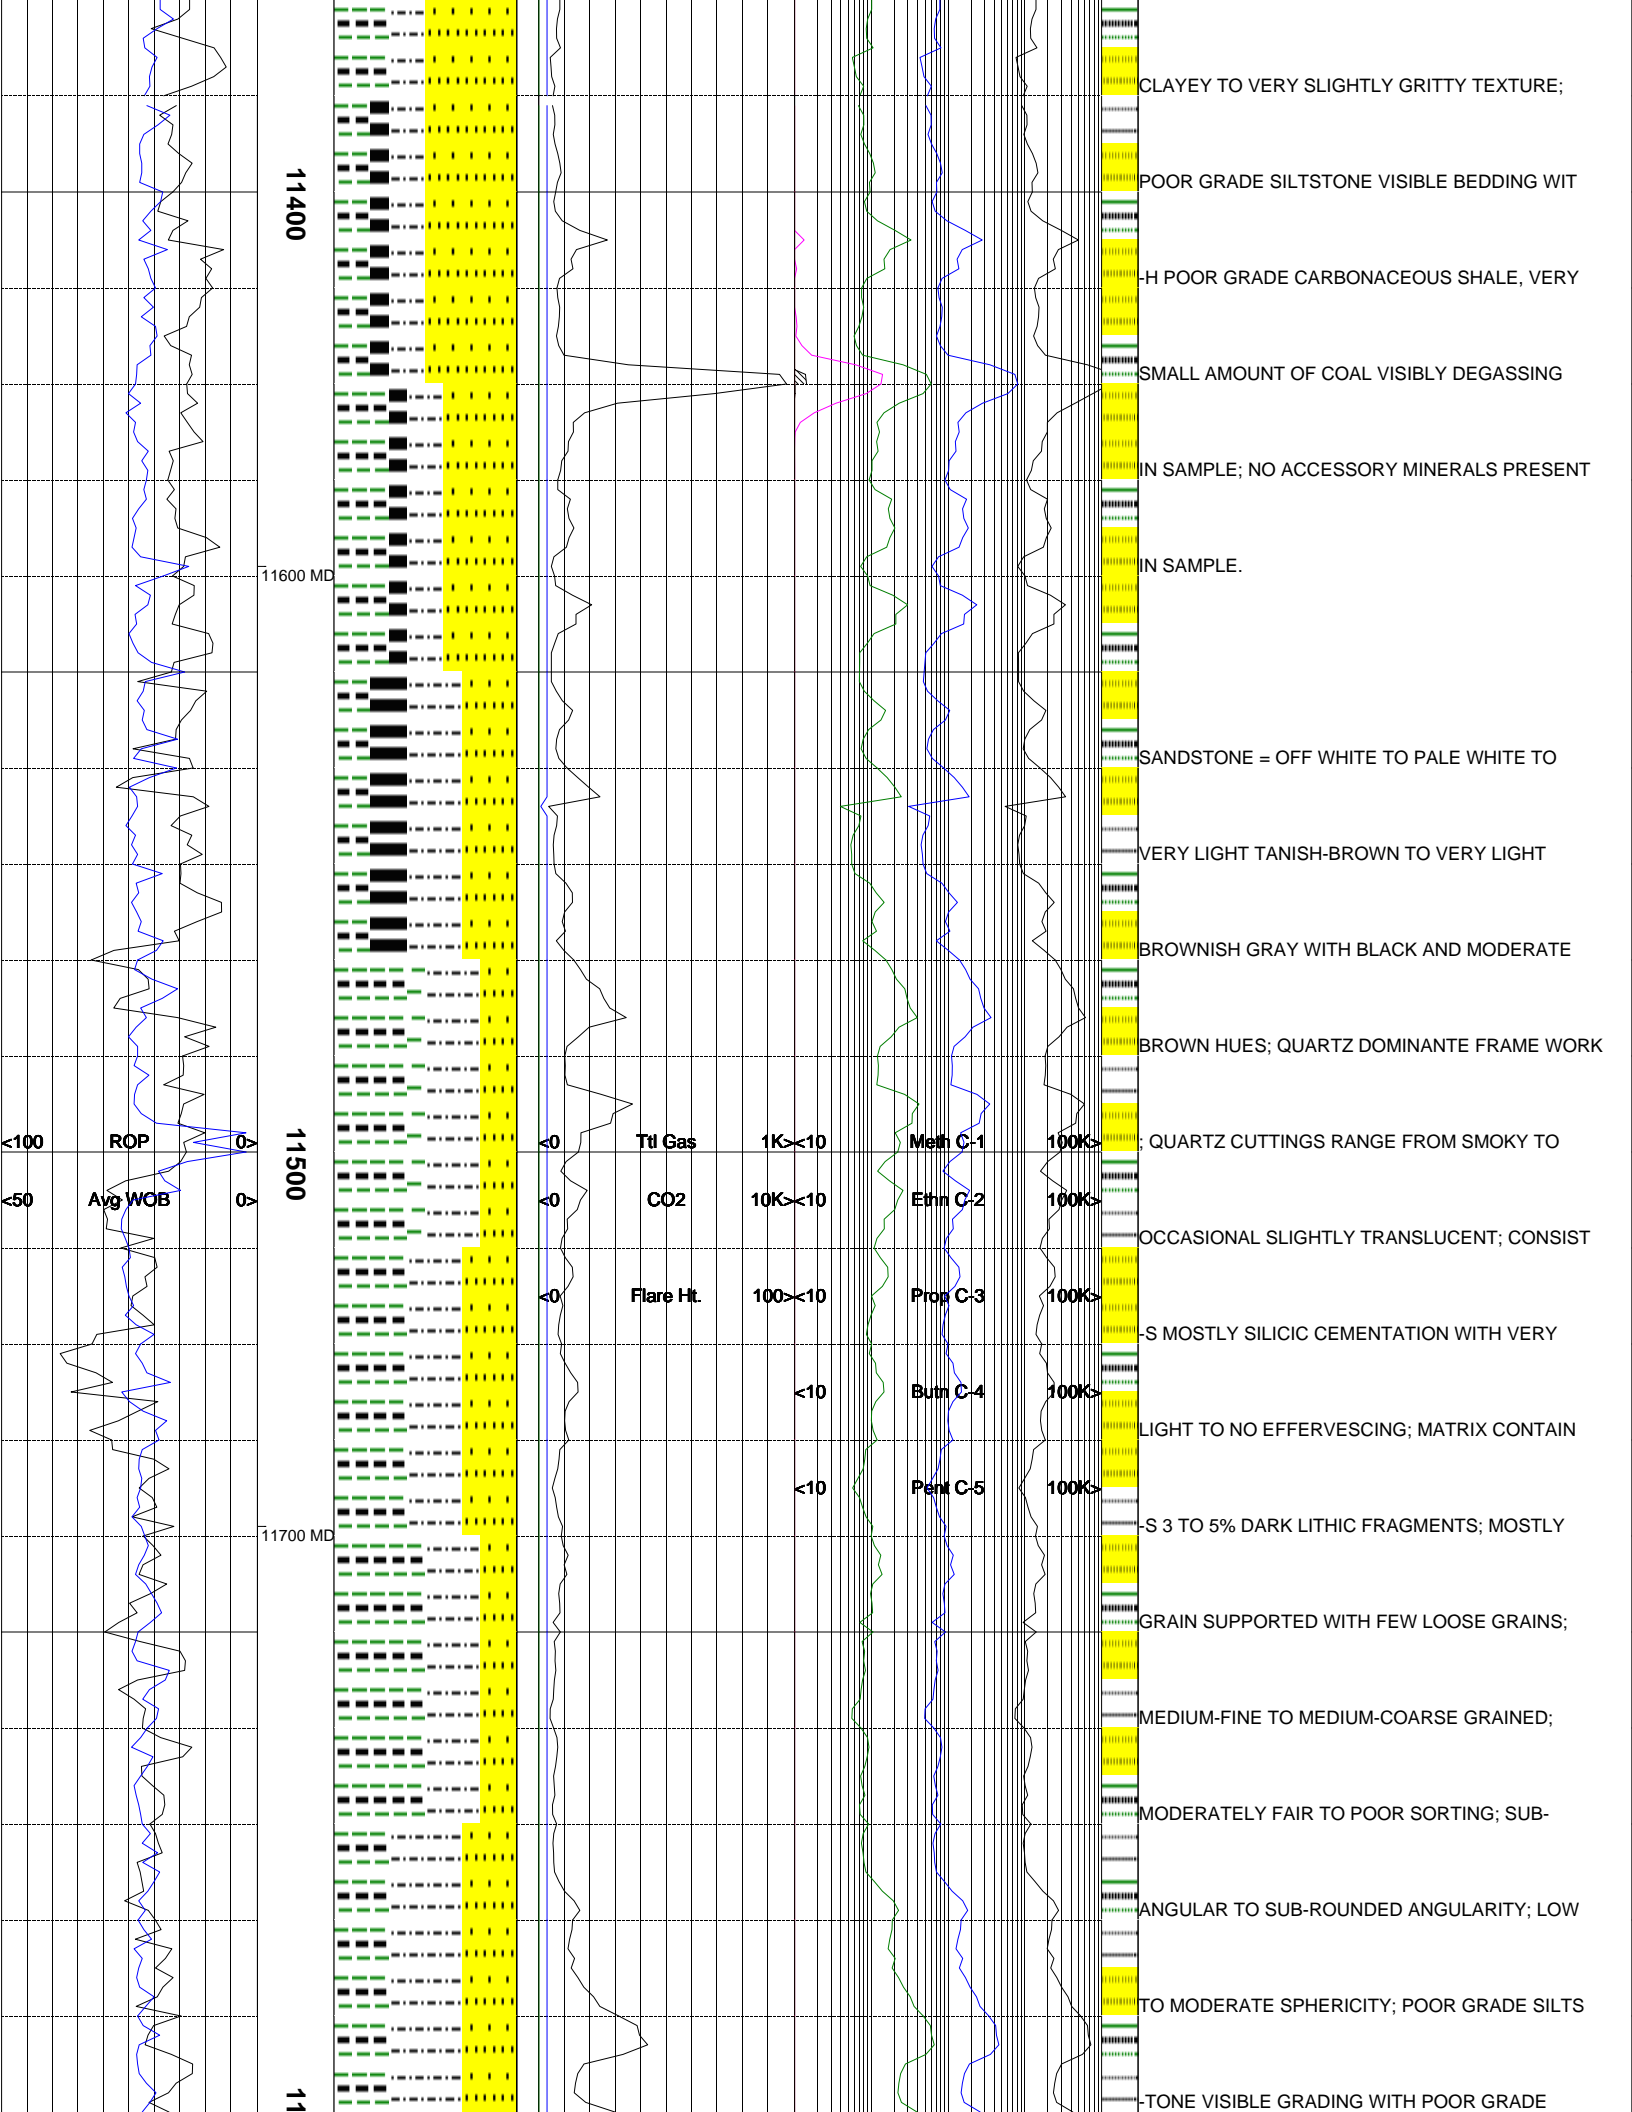 CLAYEY TO VERY SLIGHTLY GRITTY TEXTURE;
11400
POOR GRADE SILTSTONE VISIBLE BEDDING WIT
-H POOR GRADE CARBONACEOUS SHALE, VERY
SMALL AMOUNT OF COAL VISIBLY DEGASSING
IN SAMPLE; NO ACCESSORY MINERALS PRESENT
11600 MD
IN SAMPLE.
SANDSTONE = OFF WHITE TO PALE WHITE TO
VERY LIGHT TANISH-BROWN TO VERY LIGHT
BROWNISH GRAY WITH BLACK AND MODERATE
BROWN HUES; QUARTZ DOMINANTE FRAME WORK
<100 ROP 0> 11500 <0 Ttl Gas 1K> <10 Meth C-1 100K> ; QUARTZ CUTTINGS RANGE FROM SMOKY TO
<50 Avg WOB 0> <0 CO2 10K> <10 Ethn C-2 100K>
OCCASIONAL SLIGHTLY TRANSLUCENT; CONSIST
<0 Flare Ht. 100> <10 Prop C-3 100K>
-S MOSTLY SILICIC CEMENTATION WITH VERY
<10 Butn C-4 100K>
LIGHT TO NO EFFERVESCING; MATRIX CONTAIN
<10 Pent C-5 100K>
11700 MD
-S 3 TO 5% DARK LITHIC FRAGMENTS; MOSTLY
GRAIN SUPPORTED WITH FEW LOOSE GRAINS;
MEDIUM-FINE TO MEDIUM-COARSE GRAINED;
MODERATELY FAIR TO POOR SORTING; SUB-
ANGULAR TO SUB-ROUNDED ANGULARITY; LOW
TO MODERATE SPHERICITY; POOR GRADE SILTS
-TONE VISIBLE GRADING WITH POOR GRADE